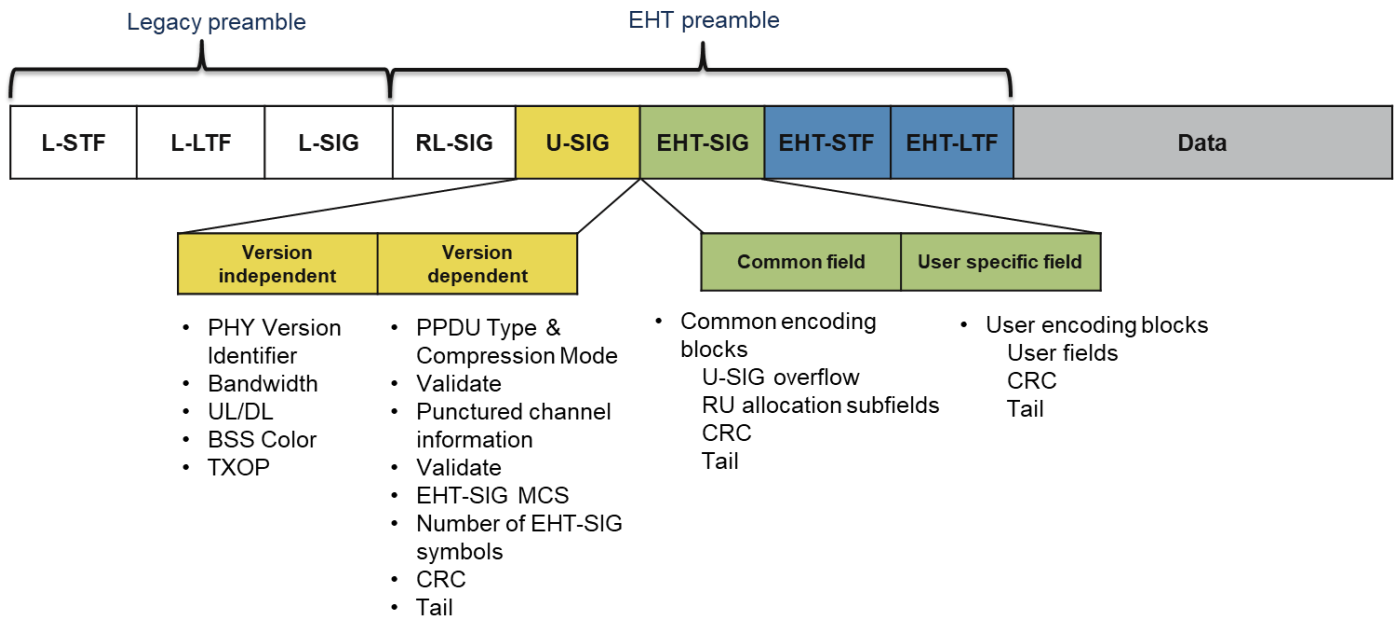 Legacy preamble
EHT preamble
L-STF
L-LTF
L-SIG
RL-SIG
U-SIG
EHT-SIG
EHT-STF
EHT-LTF
Data
Version
independent
Version
dependent
Common field
User specific field
• PHY Version
Identifier
• Bandwidth
• UL/DL
• BSS Color
• TXOP
• PPDU Type &
Compression Mode
• Validate
• Punctured channel
information
• Validate
• EHT-SIG MCS
• Number of EHT-SIG
symbols
• CRC
• Tail
• Common encoding
blocks
U-SIG overflow
RU allocation subfields
CRC
Tail
• User encoding blocks
User fields
CRC
Tail